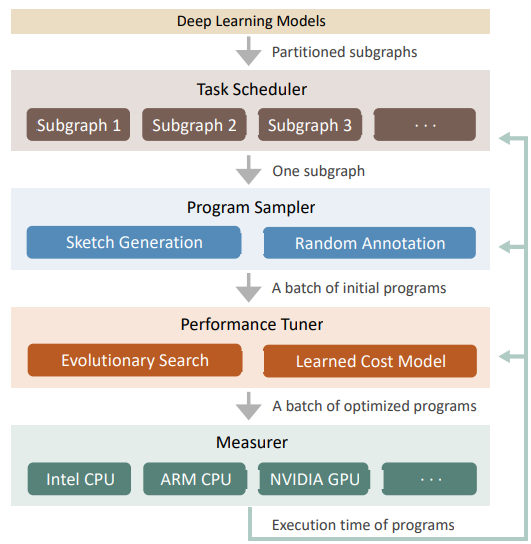 Deep Learning Models
Partitioned subgraphs
Task Scheduler
Subgraph 1 Subgraph 2 Subgraph 3 · · ·
One subgraph
Program Sampler
Sketch Generation Random Annotation
A batch of initial programs
Performance Tuner
Evolutionary Search Learned Cost Model
A batch of optimized programs
Measurer
Intel CPU ARM CPU NVIDIA GPU · · ·
Execution time of programs